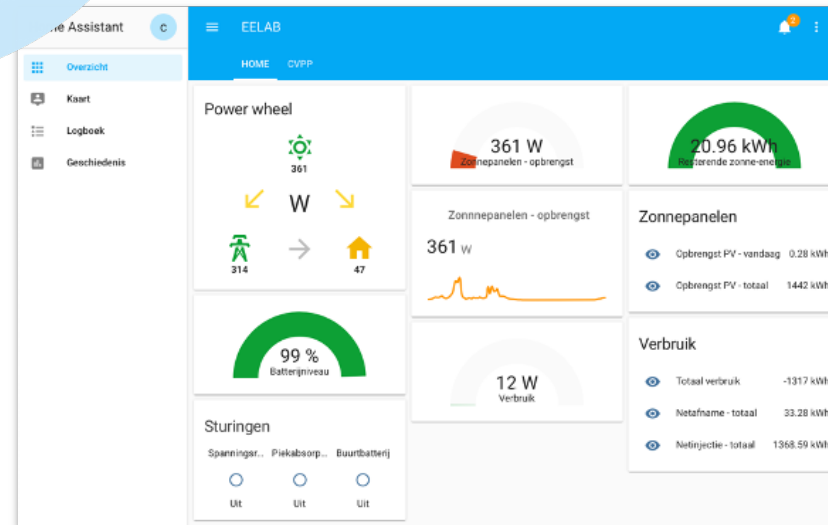 e Assistant
C
EELAB
2
HOME
CVPP
Overzicht
Kaart
Logboek
Geschiedenis
Power wheel
361
W
314
47
99 %
Batterijniveau
Sturingen
Spanningsr... Piekabsorp... Buurtbatterij
Uit Uit Uit
361 W
Zonnepanelen - opbrengst
Zonnnepanelen - opbrengst
361 W
12 W
Verbruik
20.96 kWh
Resterende zonne-energie
Zonnepanelen
Opbrengst PV - vandaag 0.28 kWh
Opbrengst PV - totaal 1442 kWh
Verbruik
Totaal verbruik -1317 kWh
Netafname - totaal 33.28 kWh
Netinjectie - totaal 1368.59 kWh